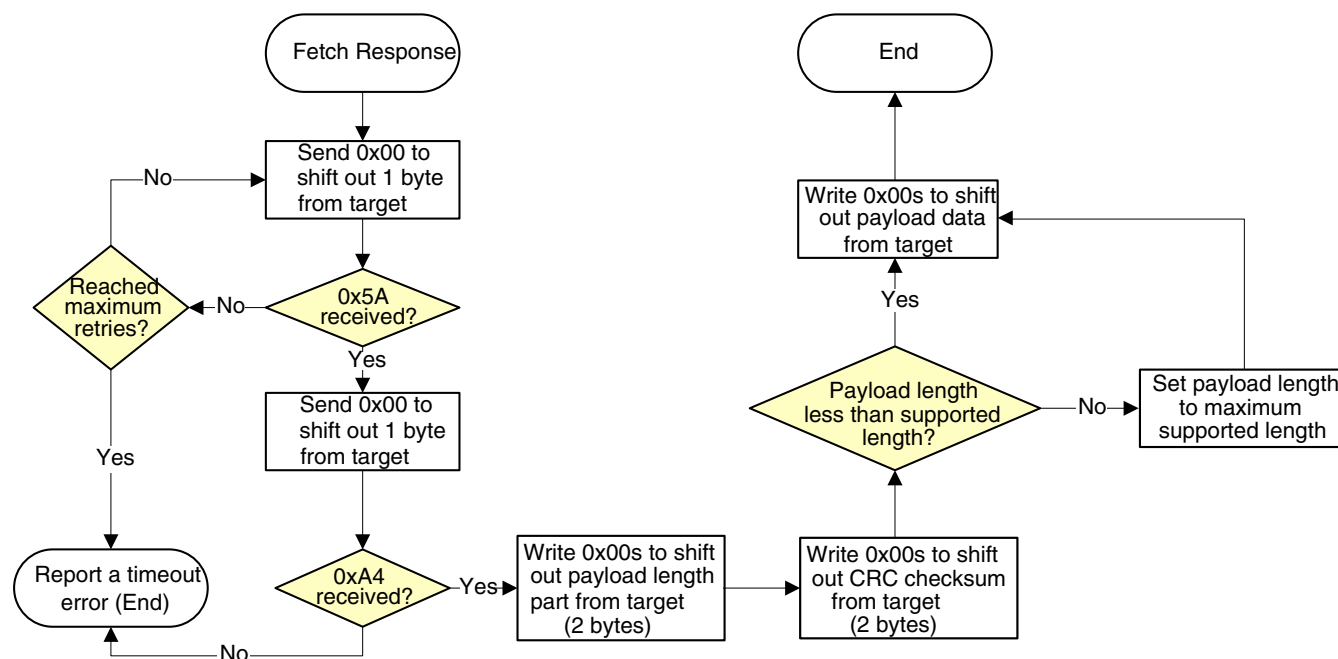 Fetch Response
Send 0x00 to
shift out 1 byte
from target
No
Reached
maximum
retries?
No
0x5A
received?
Yes
Send 0x00 to
shift out 1 byte
from target
Yes
Report a timeout
error (End)
0xA4
received?
No
Yes
Write 0x00s to shift
out payload length
part from target
(2 bytes)
Write 0x00s to shift
out CRC checksum
from target
(2 bytes)
Payload length
less than supported
length?
No
Set payload length
to maximum
supported length
Yes
Write 0x00s to shift
out payload data
from target
End